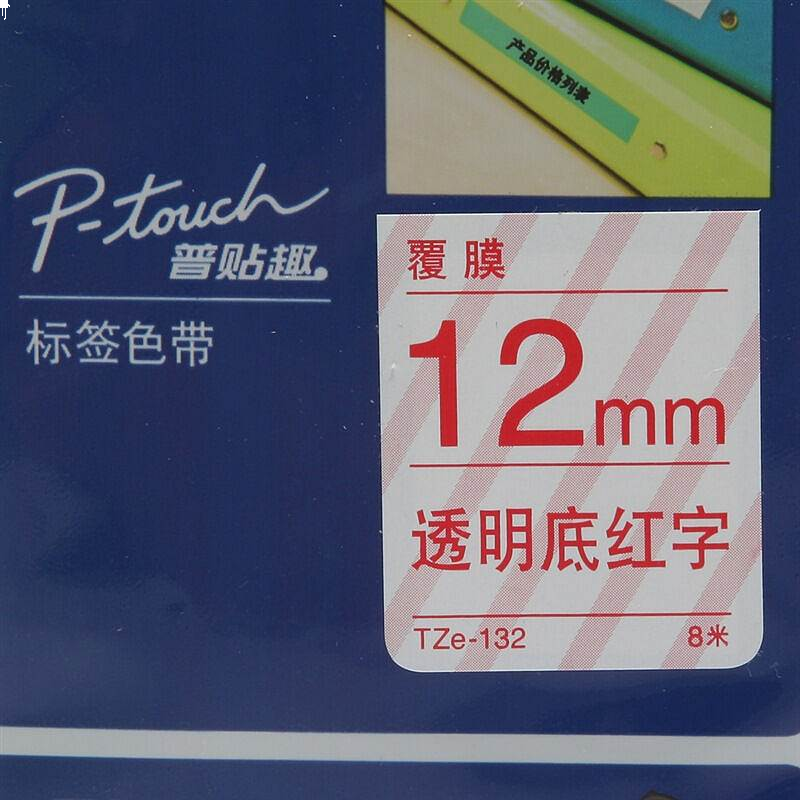 产品价格列表
P-touch
普贴趣
标签色带
覆膜
12mm
透明底红字
TZe-132 8米